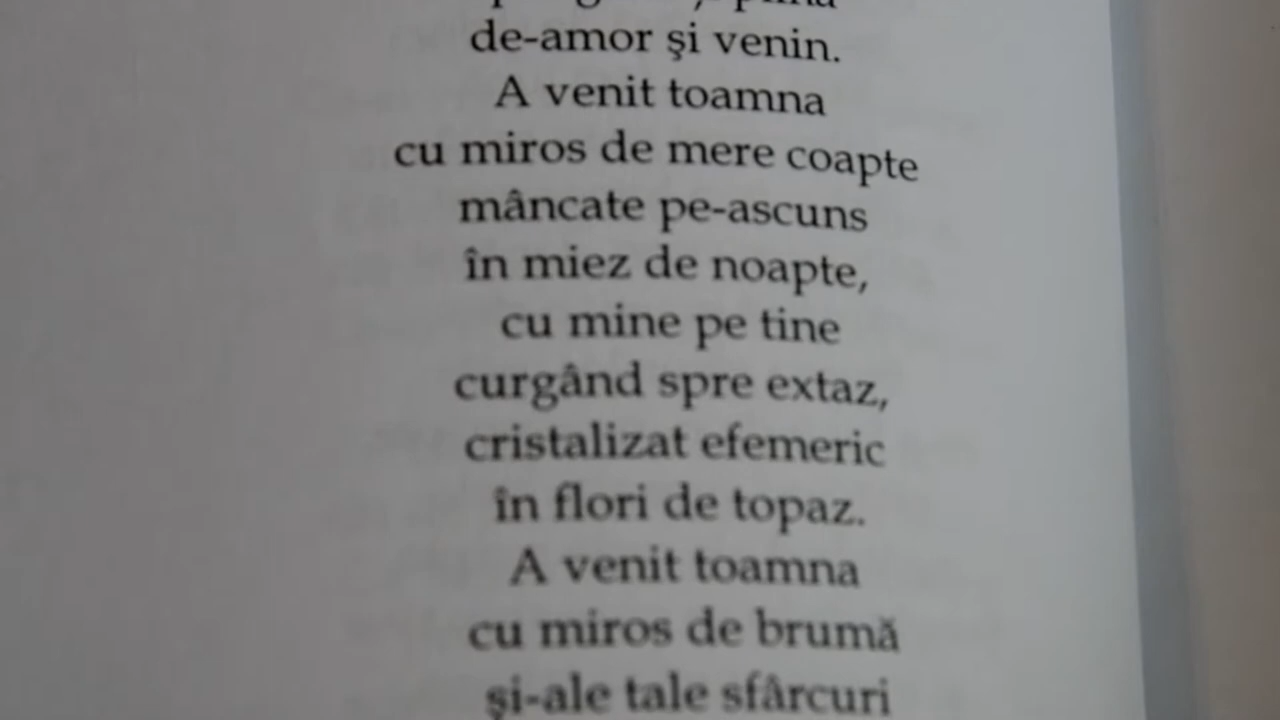 de-amor şi venin.
A venit toamna
cu miros de mere coapte
mâncate pe-ascuns
în miez de noapte,
cu mine pe tine
curgând spre extaz,
cristalizat efemeric
în flori de topaz.
A venit toamna
cu miros de brumă
şi-ale tale sfârcuri